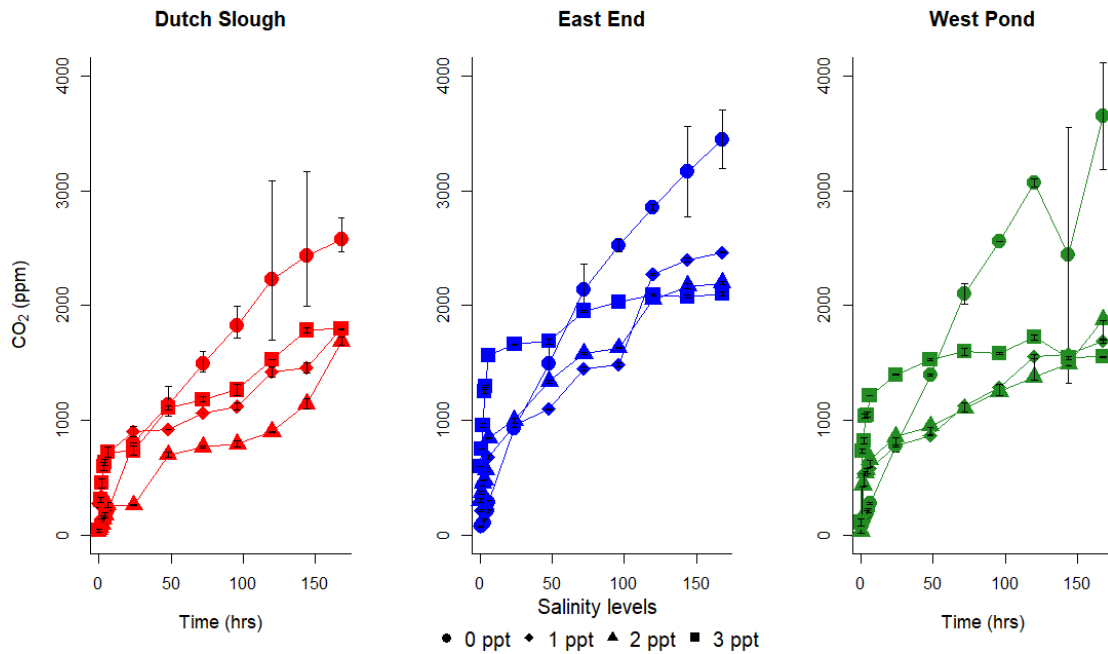 Dutch Slough
East End
West Pond
CO2 (ppm)
4000
3000
2000
1000
0
4000
3000
2000
1000
0
4000
3000
2000
1000
0
0 50 100 150
0 50 100 150
0 50 100 150
Time (hrs)
Time (hrs)
Salinity levels
0 ppt 1 ppt 2 ppt 3 ppt